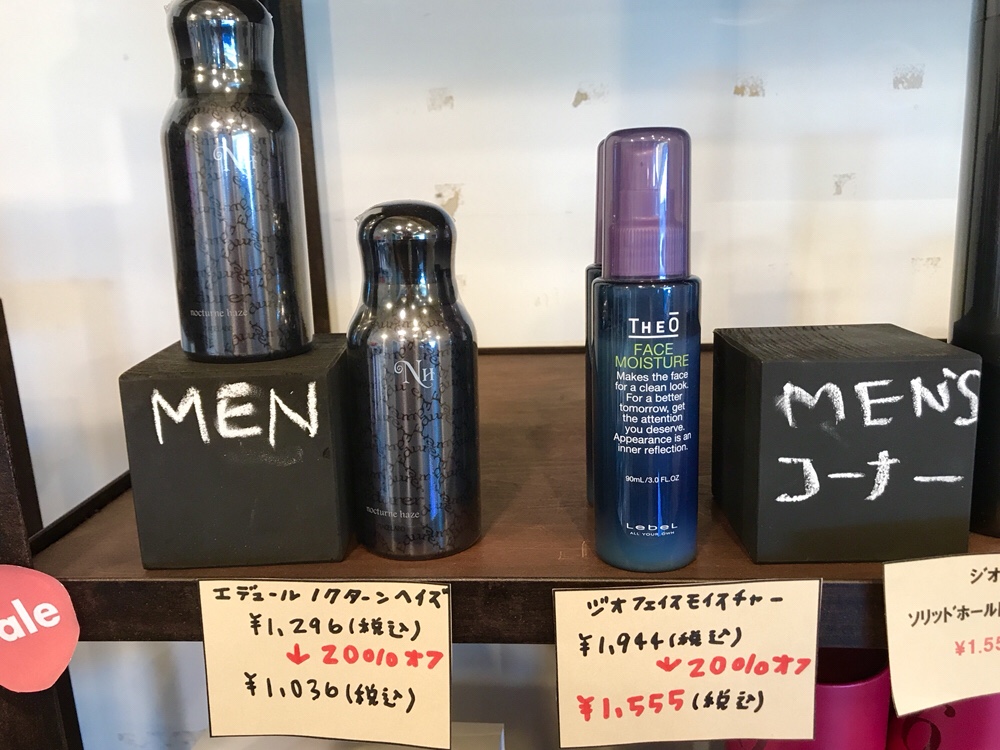 NH
nocturne haze
MEN
NH
nocturne haze
THEO
FACE
MOISTURE
Makes the face
for a clean look.
For a better
tomorrow, get
the attention
you deserve.
Appearance is an
inner reflection.
90mL/3.0 FL.OZ
LebeL
ALL YOUR OWN
MEN'S
コーナー
ale
エデュール ノクターンヘイズ
¥1,296(税込)
↓20%オフ
¥1,036(税込)
ジオ フェイスモイスチャー
¥1,944(税込)
↓20%オフ
¥1,555(税込)
ジオ
ソリッドホール
¥1.55